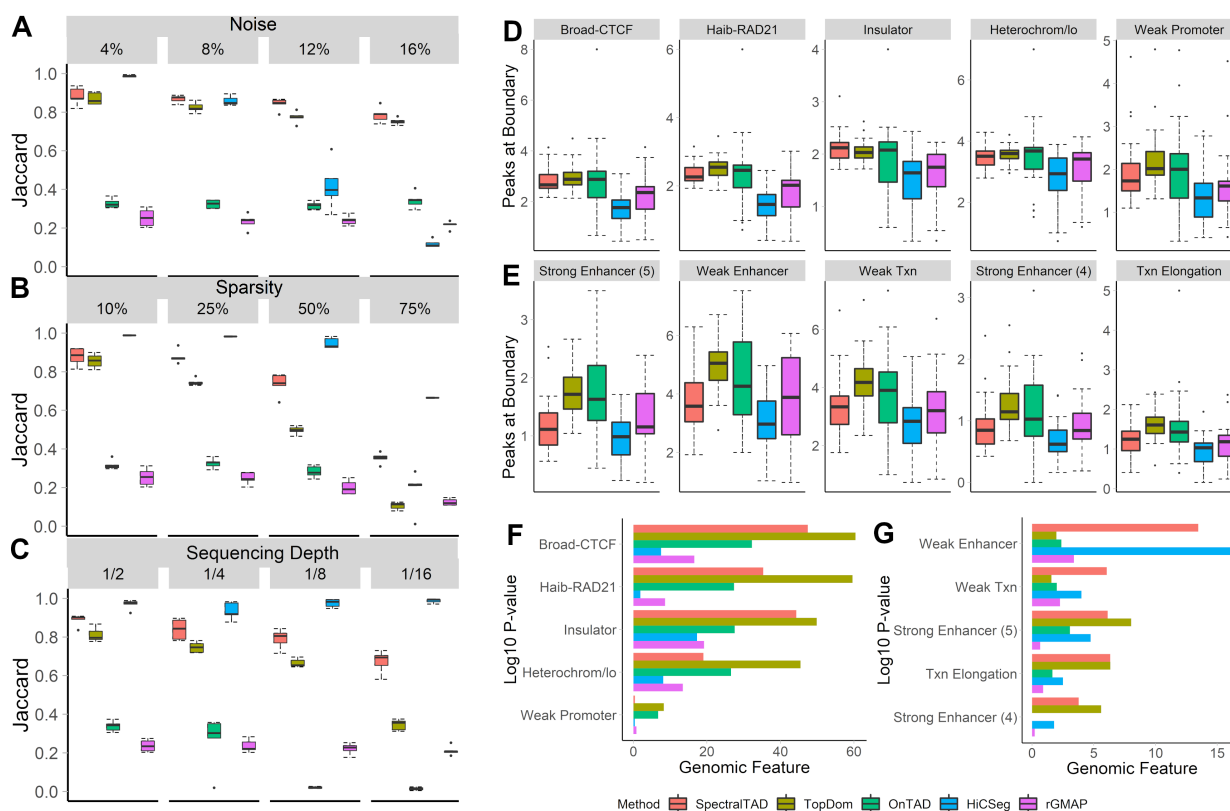 A
Noise
4% 8% 12% 16%
Jaccard
1.0
0.8
0.6
0.4
0.2
0.0
B
Sparsity
10% 25% 50% 75%
Jaccard
1.0
0.8
0.6
0.4
0.2
0.0
C
Sequencing Depth
1/2 1/4 1/8 1/16
Jaccard
1.0
0.8
0.6
0.4
0.2
0.0
D
Broad-CTCF Haib-RAD21 Insulator Heterochrom/lo Weak Promoter
Peaks at Boundary
8
6
4
2
6
4
2
4
3
2
1
6
4
2
5
4
3
2
1
E
Strong Enhancer (5) Weak Enhancer Weak Txn Strong Enhancer (4) Txn Elongation
Peaks at Boundary
3
2
1
6
4
2
6
4
2
3
2
1
0
5
4
3
2
1
0
F
Log10 P-value
Broad-CTCF
Haib-RAD21
Insulator
Heterochrom/lo
Weak Promoter
0 20 40 60
Genomic Feature
G
Log10 P-value
Weak Enhancer
Weak Txn
Strong Enhancer (5)
Txn Elongation
Strong Enhancer (4)
0 5 10 15
Genomic Feature
Method SpectralTAD TopDom OnTAD HiCSeg rGMAP